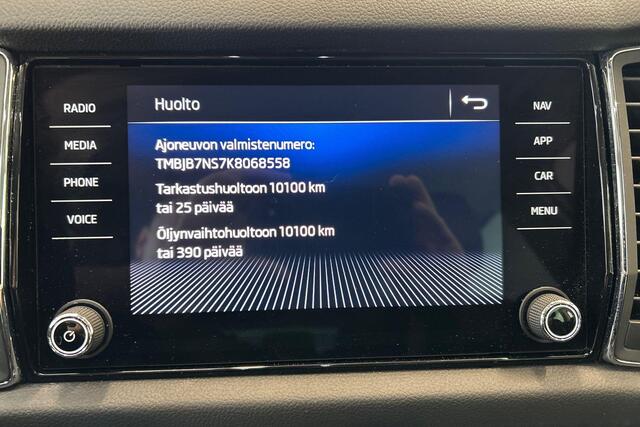 RADIO
MEDIA
PHONE
VOICE
Huolto
Ajoneuvon valmistenumero:
TMBJB7NS7K8068558
Tarkastushuoltoon 10100 km
tai 25 päivää
Öljynvaihtohuoltoon 10100 km
tai 390 päivää
NAV
APP
CAR
MENU